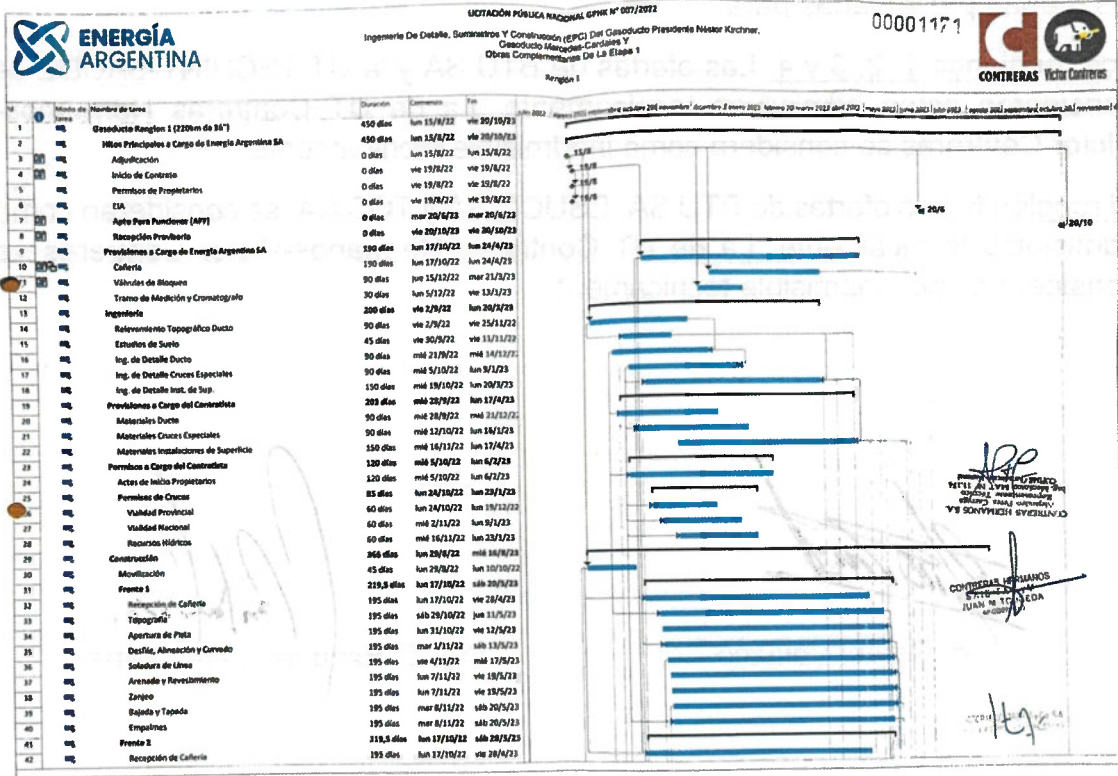 ENERGÍA
ARGENTINA
LICITACIÓN PÚBLICA NACIONAL GPNK N° 007/2022
Ingeniería De Detalle, Suministros Y Construcción (EPC) Del Gasoducto Presidente Néstor Kirchner,
Gasoducto Mercedes-Cardales Y
Obras Complementarias De La Etapa 1
Renglón 1
00001171
CONTRERAS Victor Contreras
Modo de tarea Nombre de tarea Duración Comienzo Fin
1 Gasoducto Renglon 1 (220km de 36") 450 días lun 15/8/22 vie 20/10/23
2 Hitos Principales a Cargo de Energía Argentina SA 450 días lun 15/8/22 vie 20/10/23
3 Adjudicación 0 días lun 15/8/22 lun 15/8/22
4 Inicio de Contrato 0 días vie 19/8/22 vie 19/8/22
5 Permisos de Propietarios 0 días vie 19/8/22 vie 19/8/22
6 EIA 0 días vie 19/8/22 vie 19/8/22
7 Apto Para Funcionar (APF) 0 días mar 20/6/23 mar 20/6/23
8 Recepción Provisoria 0 días vie 20/10/23 vie 20/10/23
9 Provisiones a Cargo de Energía Argentina SA 190 días lun 17/10/22 lun 24/4/23
10 Cañería 190 días lun 17/10/22 lun 24/4/23
11 Válvulas de Bloqueo 90 días jue 15/12/22 mar 21/3/23
12 Tramo de Medición y Cromatografo 30 días lun 5/12/22 vie 13/1/23
13 Ingeniería 200 días vie 2/9/22 lun 20/3/23
14 Relevamiento Topográfico Ducto 90 días vie 2/9/22 vie 25/11/22
15 Estudios de Suelo 45 días vie 30/9/22 vie 11/11/22
16 Ing. de Detalle Ducto 90 días mié 21/9/22 mié 14/12/22
17 Ing. de Detalle Cruces Especiales 90 días mié 5/10/22 lun 9/1/23
18 Ing. de Detalle Inst. de Sup. 150 días mié 19/10/22 lun 20/3/23
19 Provisiones a Cargo del Contratista 203 días mié 28/9/22 lun 17/4/23
20 Materiales Ducto 90 días mié 28/9/22 mié 21/12/22
21 Materiales Cruces Especiales 90 días mié 12/10/22 lun 16/1/23
22 Materiales Instalaciones de Superficie 150 días mié 16/11/22 lun 17/4/23
23 Permisos a Cargo del Contratista 120 días mié 5/10/22 lun 6/2/23
24 Actas de Inicio Propietarios 120 días mié 5/10/22 lun 6/2/23
25 Permisos de Cruces 85 días lun 24/10/22 lun 23/1/23
26 Vialidad Provincial 60 días lun 24/10/22 lun 19/12/22
27 Vialidad Nacional 60 días mié 2/11/22 lun 9/1/23
28 Recursos Hídricos 60 días mié 16/11/22 lun 23/1/23
29 Construcción 366 días lun 29/8/22 mié 16/8/23
30 Movilización 45 días lun 29/8/22 lun 10/10/22
31 Frente 1 219,5 días lun 17/10/22 sáb 20/5/23
32 Recepción de Cañería 195 días lun 17/10/22 vie 28/4/23
33 Topografía 195 días sáb 29/10/22 jue 11/5/23
34 Apertura de Pista 195 días lun 31/10/22 vie 12/5/23
35 Desfile, Alineación y Curvado 195 días mar 1/11/22 sáb 13/5/23
36 Soladura de Línea 195 días vie 4/11/22 mié 17/5/23
37 Arenado y Revestimiento 195 días lun 7/11/22 vie 19/5/23
38 Zanjeo 195 días lun 7/11/22 vie 19/5/23
39 Bajada y Tapada 195 días mar 8/11/22 sáb 20/5/23
40 Empalmes 195 días mar 8/11/22 sáb 20/5/23
41 Frente 2 219,5 días lun 17/10/22 sáb 20/5/23
42 Recepción de Cañería 195 días lun 17/10/22 vie 28/4/23
15/8
19/8
19/8
19/8
20/6
20/10
CONTRERAS HERMANOS S.A.
CONTRERAS HERMANOS